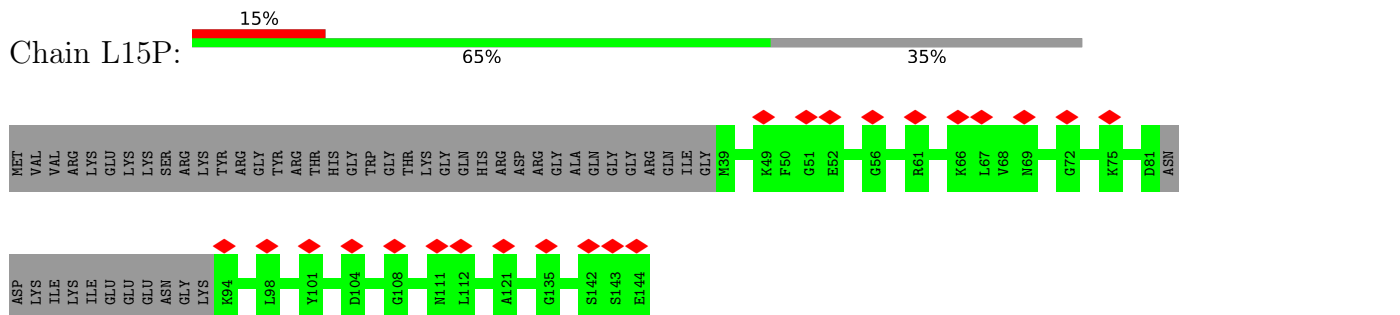 15%
Chain L15P:
65% 35%
MET VAL VAL ARG LYS GLU LYS LYS SER ARG LYS TYR ARG GLY TYR ARG THR HIS GLY TRP GLY THR LYS GLY GLN HIS ARG ASP ARG GLY ALA GLN GLY GLY ARG GLN ILE GLY M39 K49 F50 G51 E52 G56 R61 K66 L67 V68 N69 G72 K75 D81 ASN
ASP LYS ILE LYS ILE GLU GLU GLU ASN GLY LYS K94 L98 Y101 D104 G108 N111 L112 A121 G135 S142 S143 E144